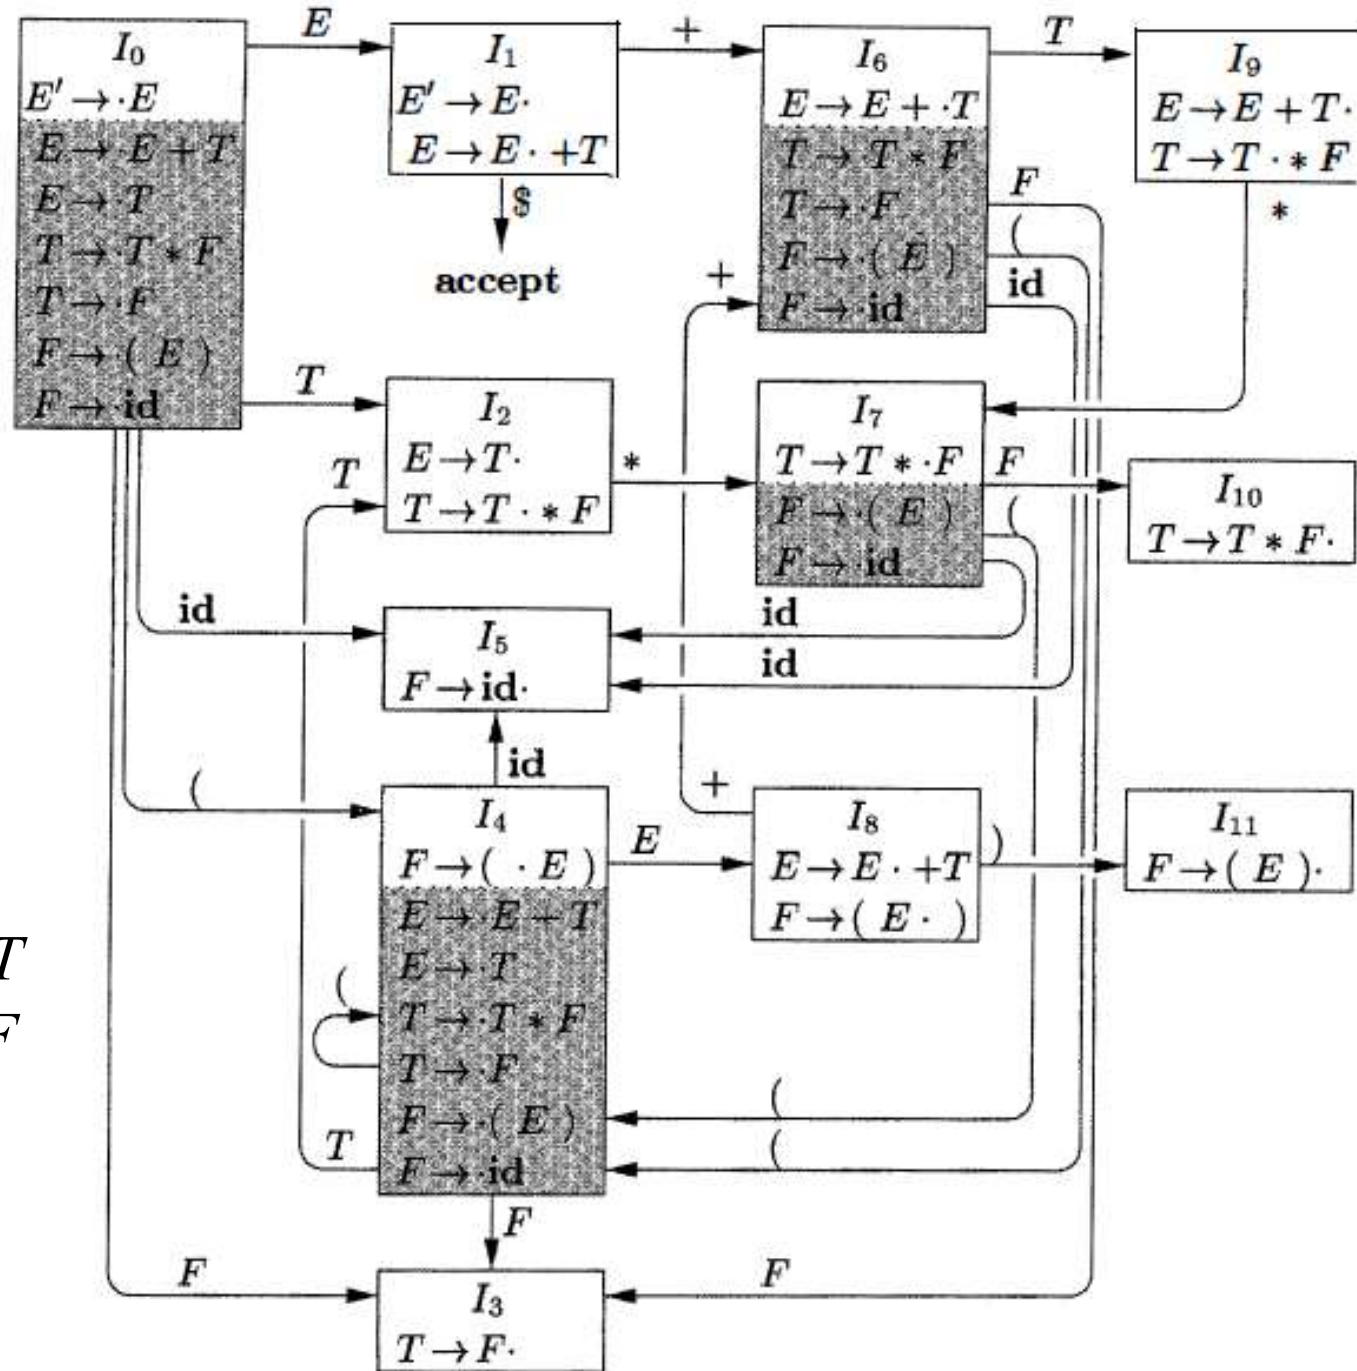 I₀
E′ → ·E
E → ·E + T
E → ·T
T → ·T * F
T → ·F
F → ·( E )
F → ·id
E
I₁
E′ → E·
E → E· +T
$
accept
+
I₆
E → E + ·T
T → ·T * F
T → ·F
F → ·( E )
F → ·id
T
I₉
E → E + T·
T → T· * F
F
(
id
*
+
T
I₂
E → T·
T → T· * F
T
*
I₇
T → T * ·F
F → ·( E )
F → ·id
F
(
I₁₀
T → T * F·
id
id
id
I₅
F → id·
id
(
I₄
F → ( ·E )
E → ·E + T
E → ·T
T → ·T * F
T → ·F
F → ·( E )
F → ·id
E
+
I₈
E → E· +T
F → ( E· )
)
I₁₁
F → ( E )·
T
F
(
(
(
T
F
F
F
I₃
T → F·